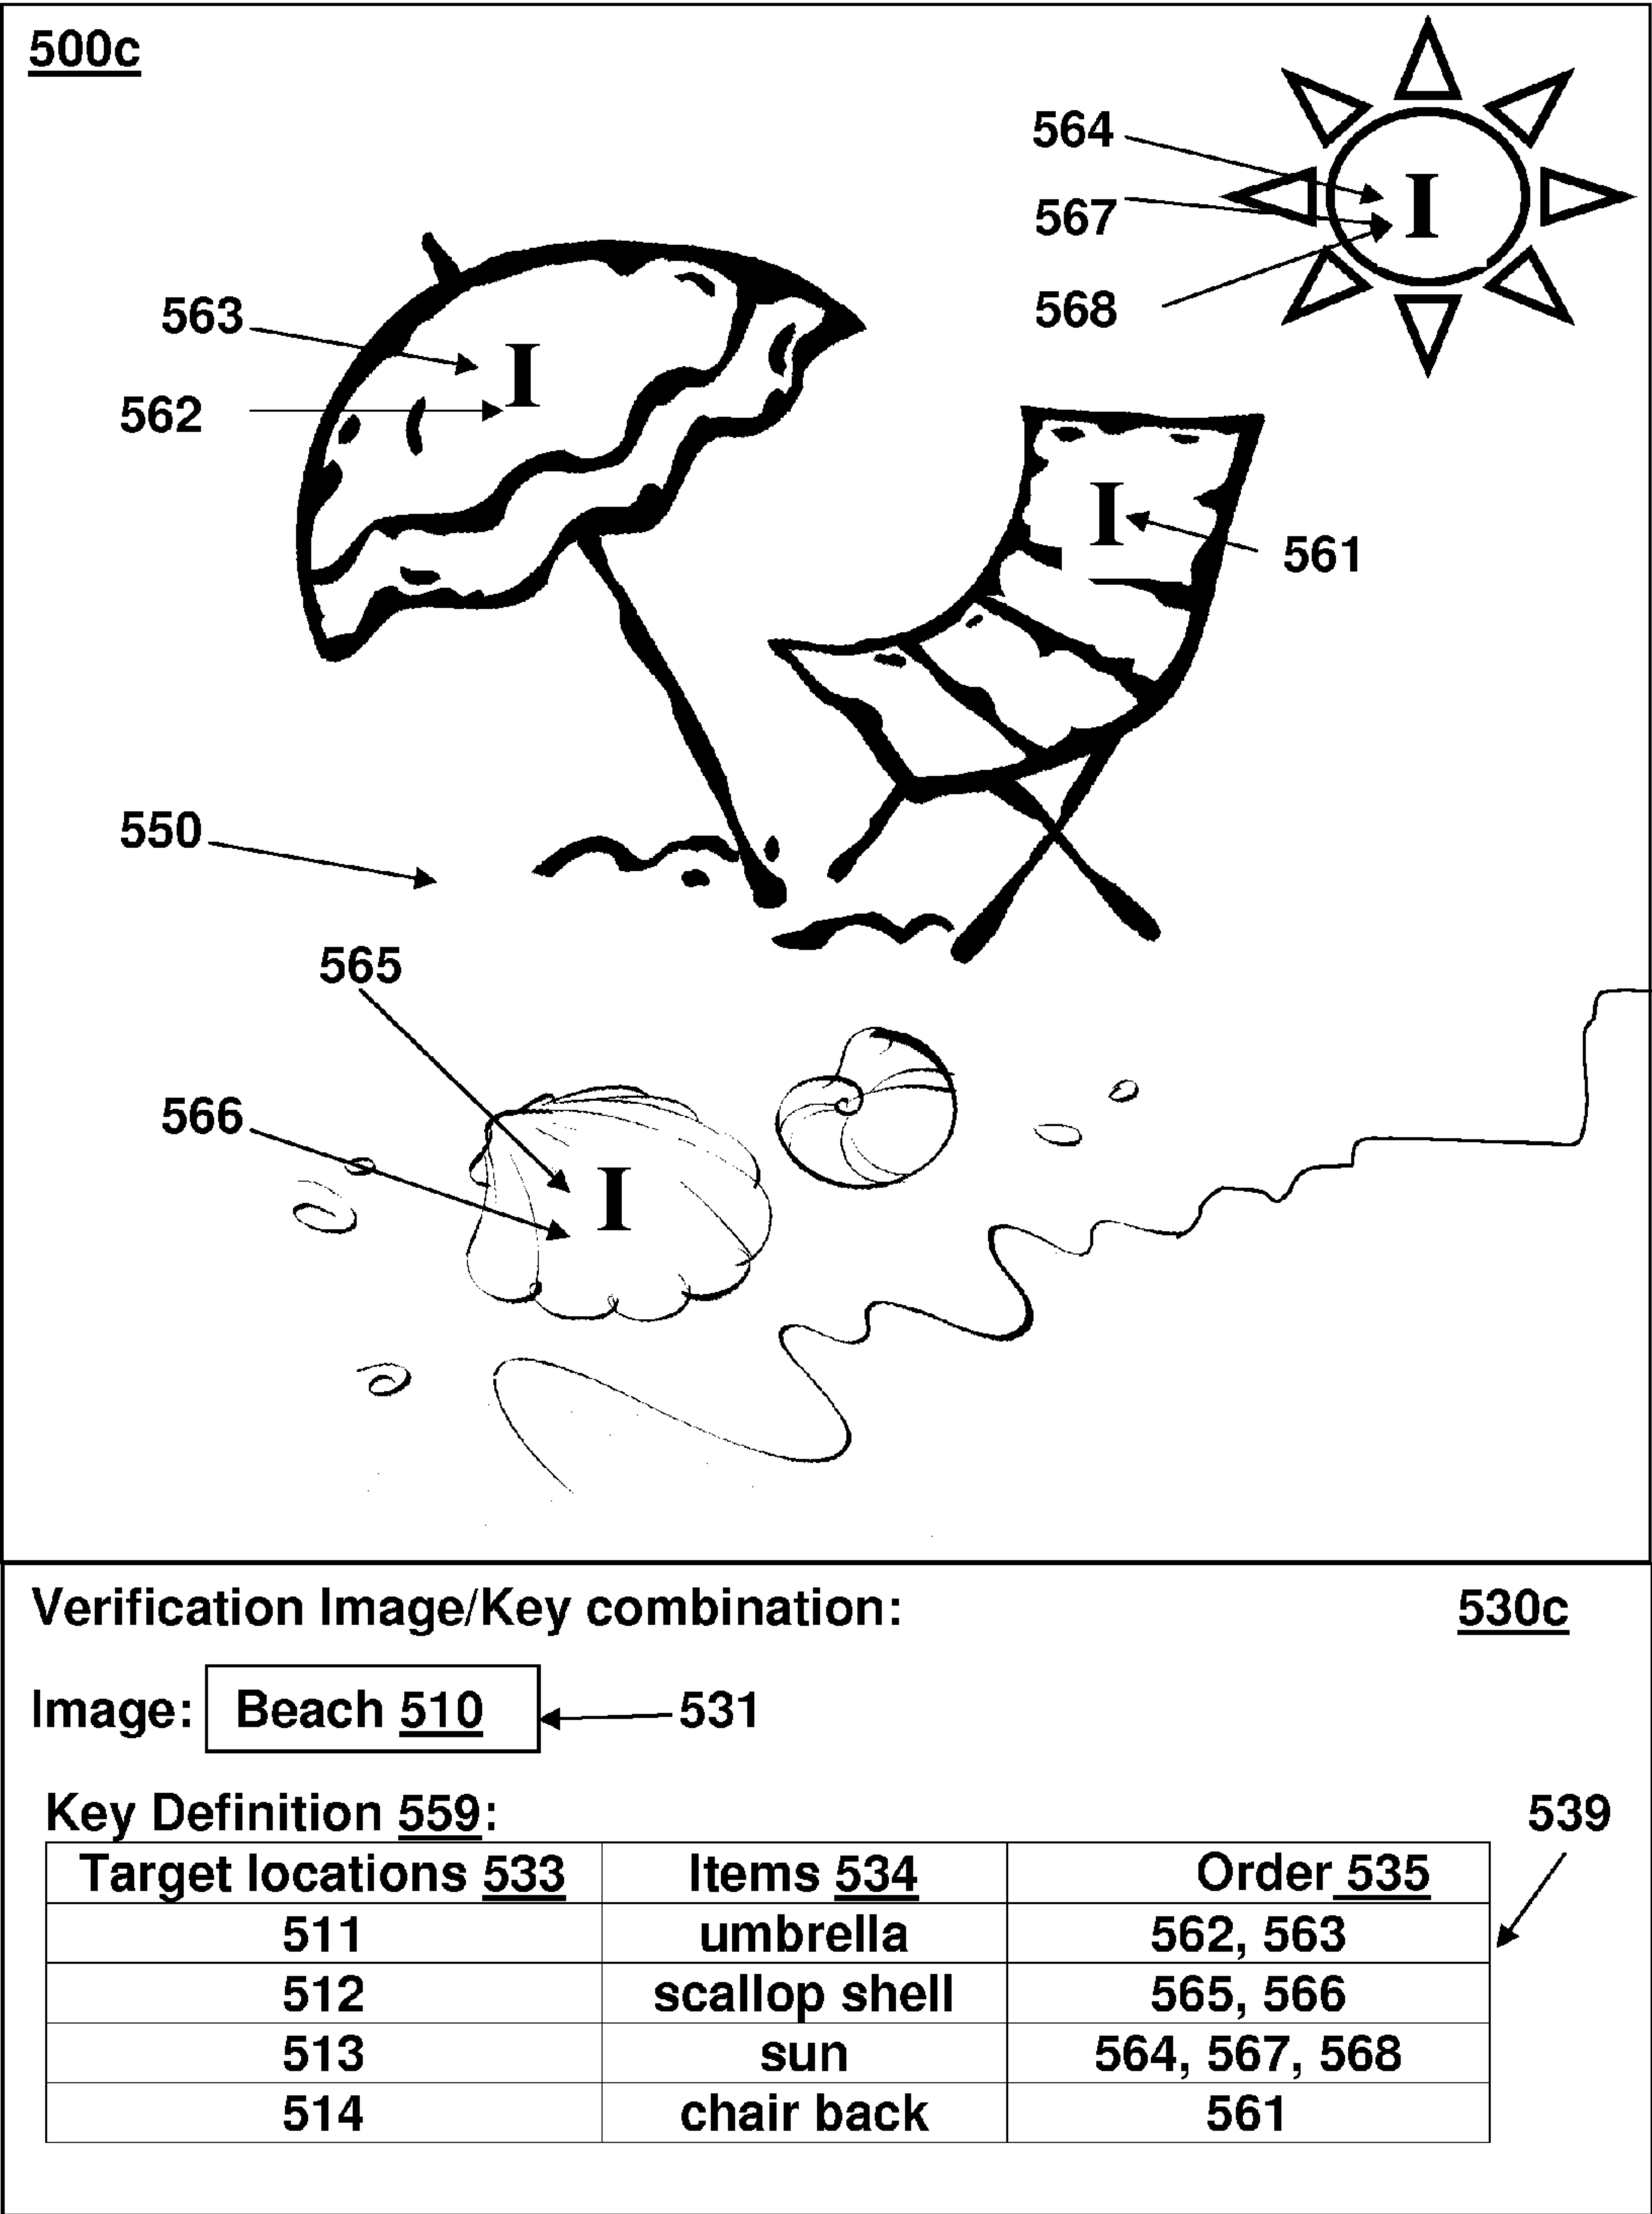 500c
564
I
567
568
563
I
562
I
561
550
565
566
I
Verification Image/Key combination:
530c
Image: Beach 510
531
Key Definition 559:
539
Target locations 533 Items 534 Order 535
511 umbrella 562, 563
512 scallop shell 565, 566
513 sun 564, 567, 568
514 chair back 561